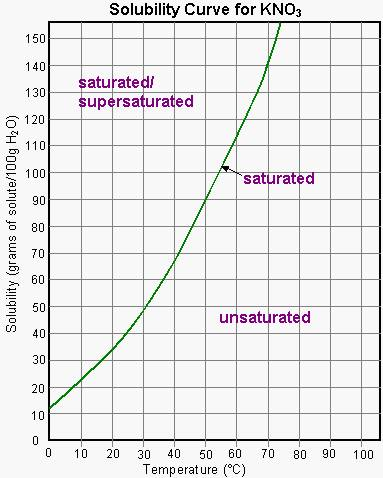 Solubility Curve for KNO₃
150
140
130
120
110
100
90
80
70
60
50
40
30
20
10
0
Solubility (grams of solute/100g H₂O)
saturated/
supersaturated
saturated
unsaturated
0 10 20 30 40 50 60 70 80 90 100
Temperature (°C)